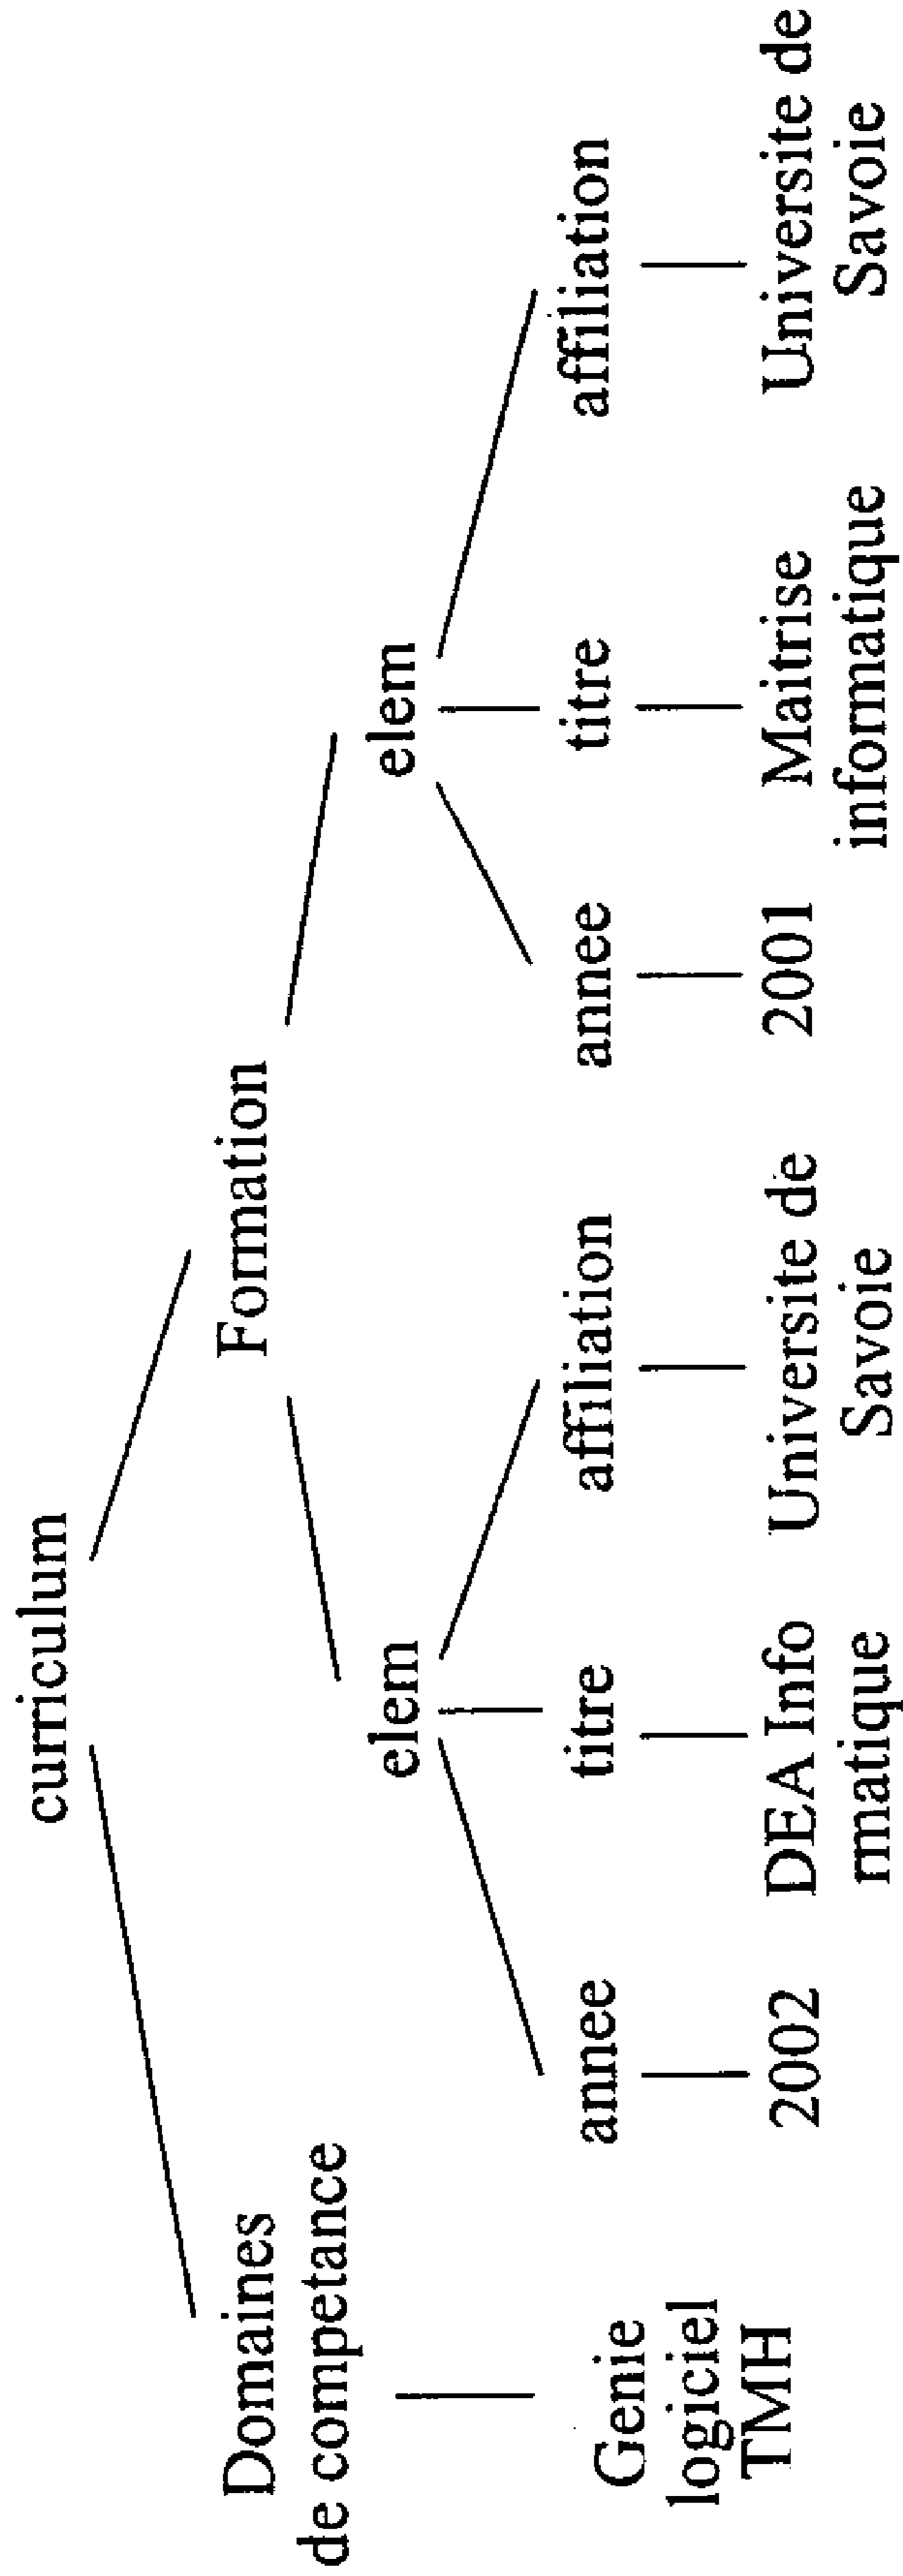 curriculum
Domaines
de competance
Formation
elem
elem
Genie
logiciel
TMH
annee
titre
affiliation
annee
titre
affiliation
2002
DEA Info
rmatique
Universite de
Savoie
2001
Maitrise
informatique
Universite de
Savoie